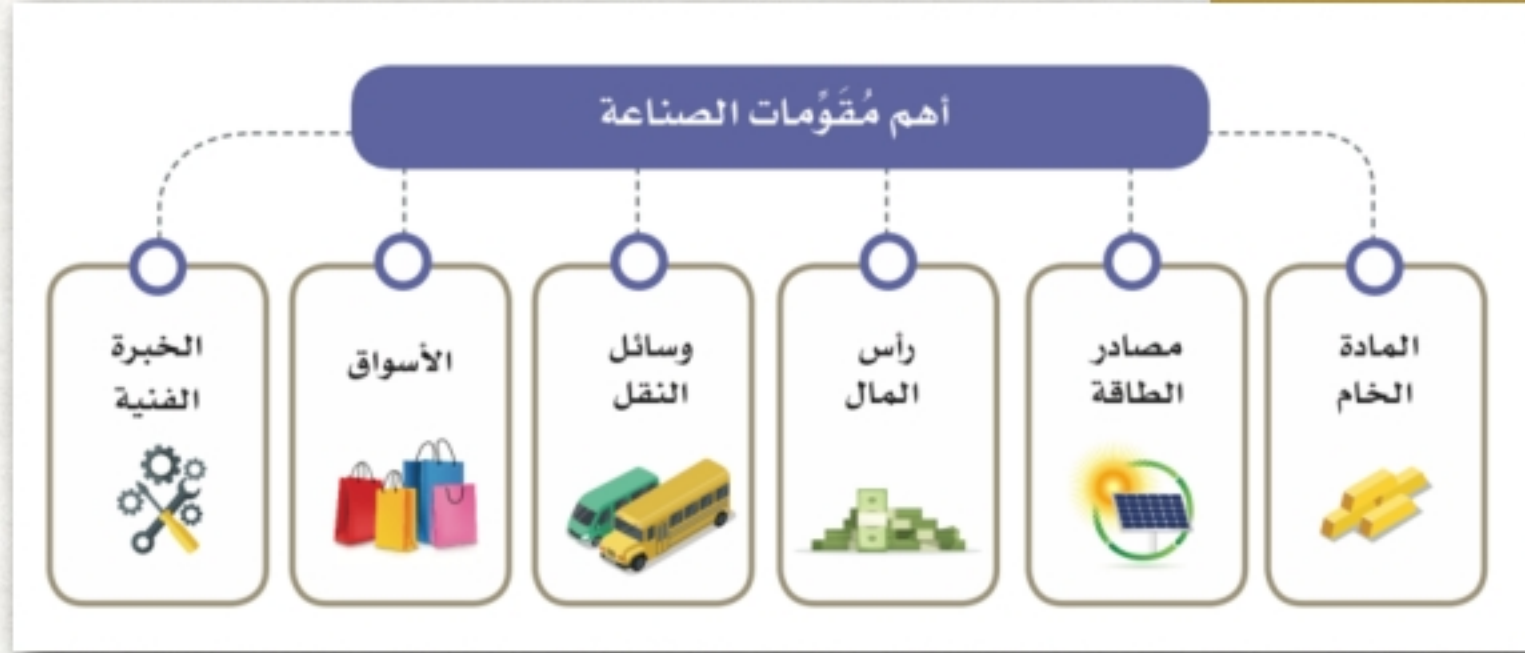 أهم مُقَوِّمات الصناعة
المادة
الخام
مصادر
الطاقة
رأس
المال
وسائل
النقل
الأسواق
الخبرة
الفنية